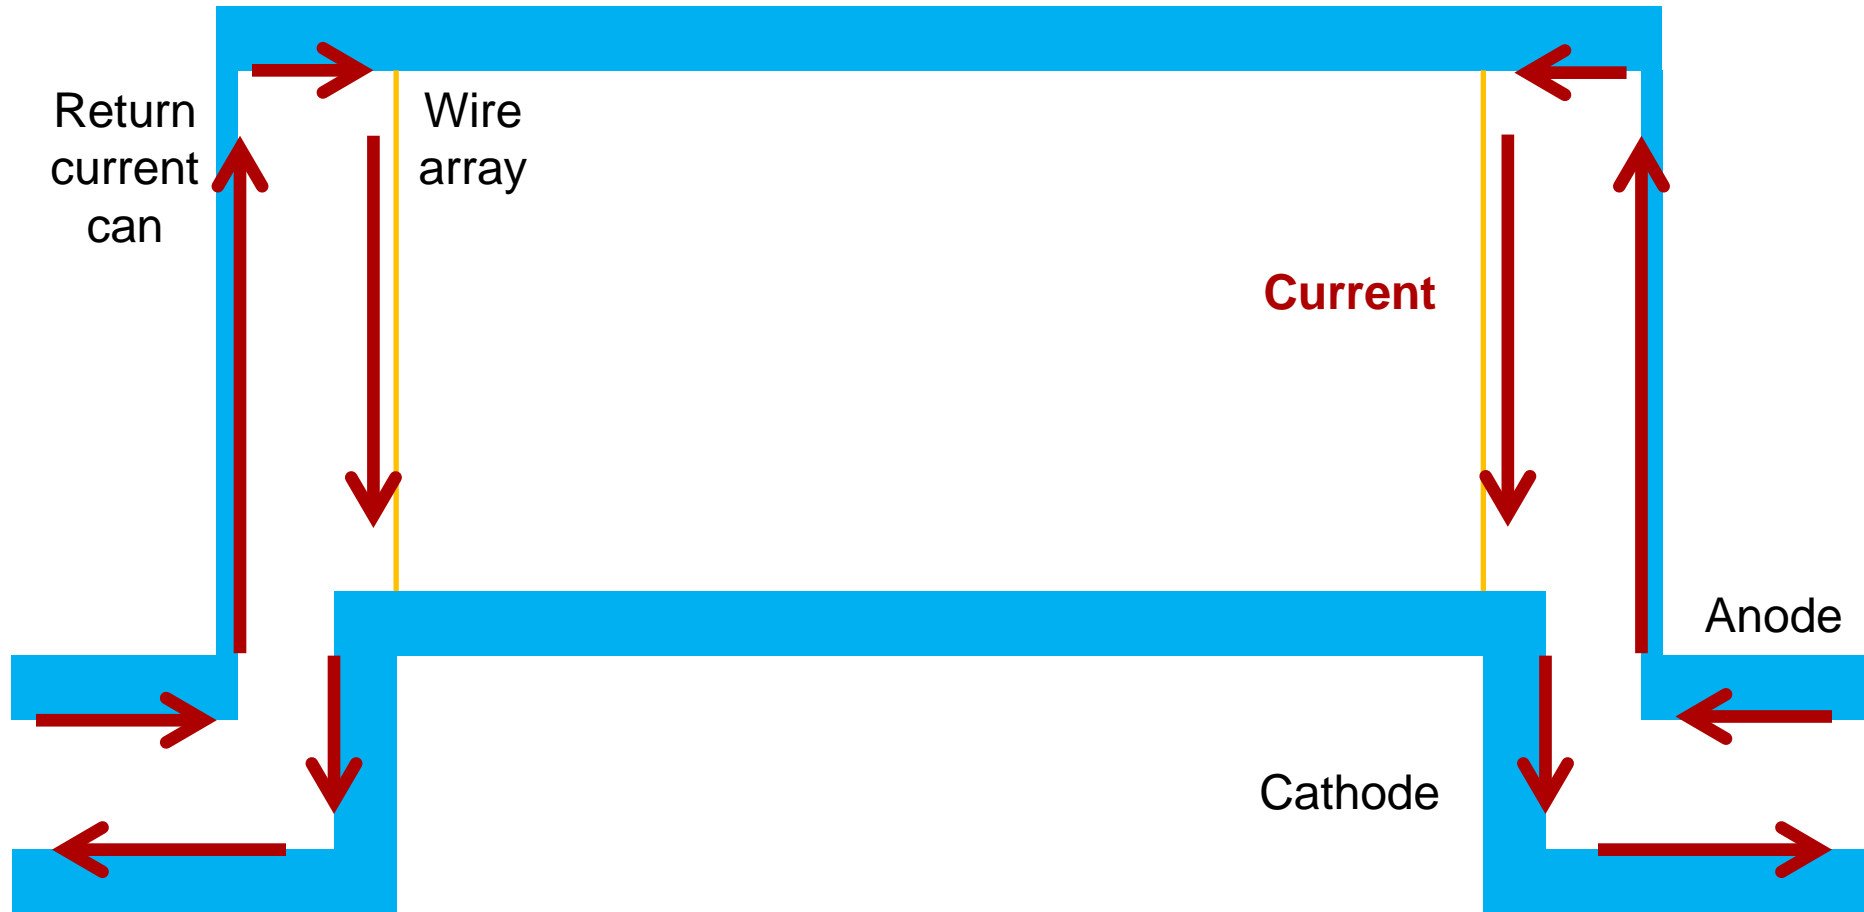 Return
current
can
Wire
array
Current
Anode
Cathode